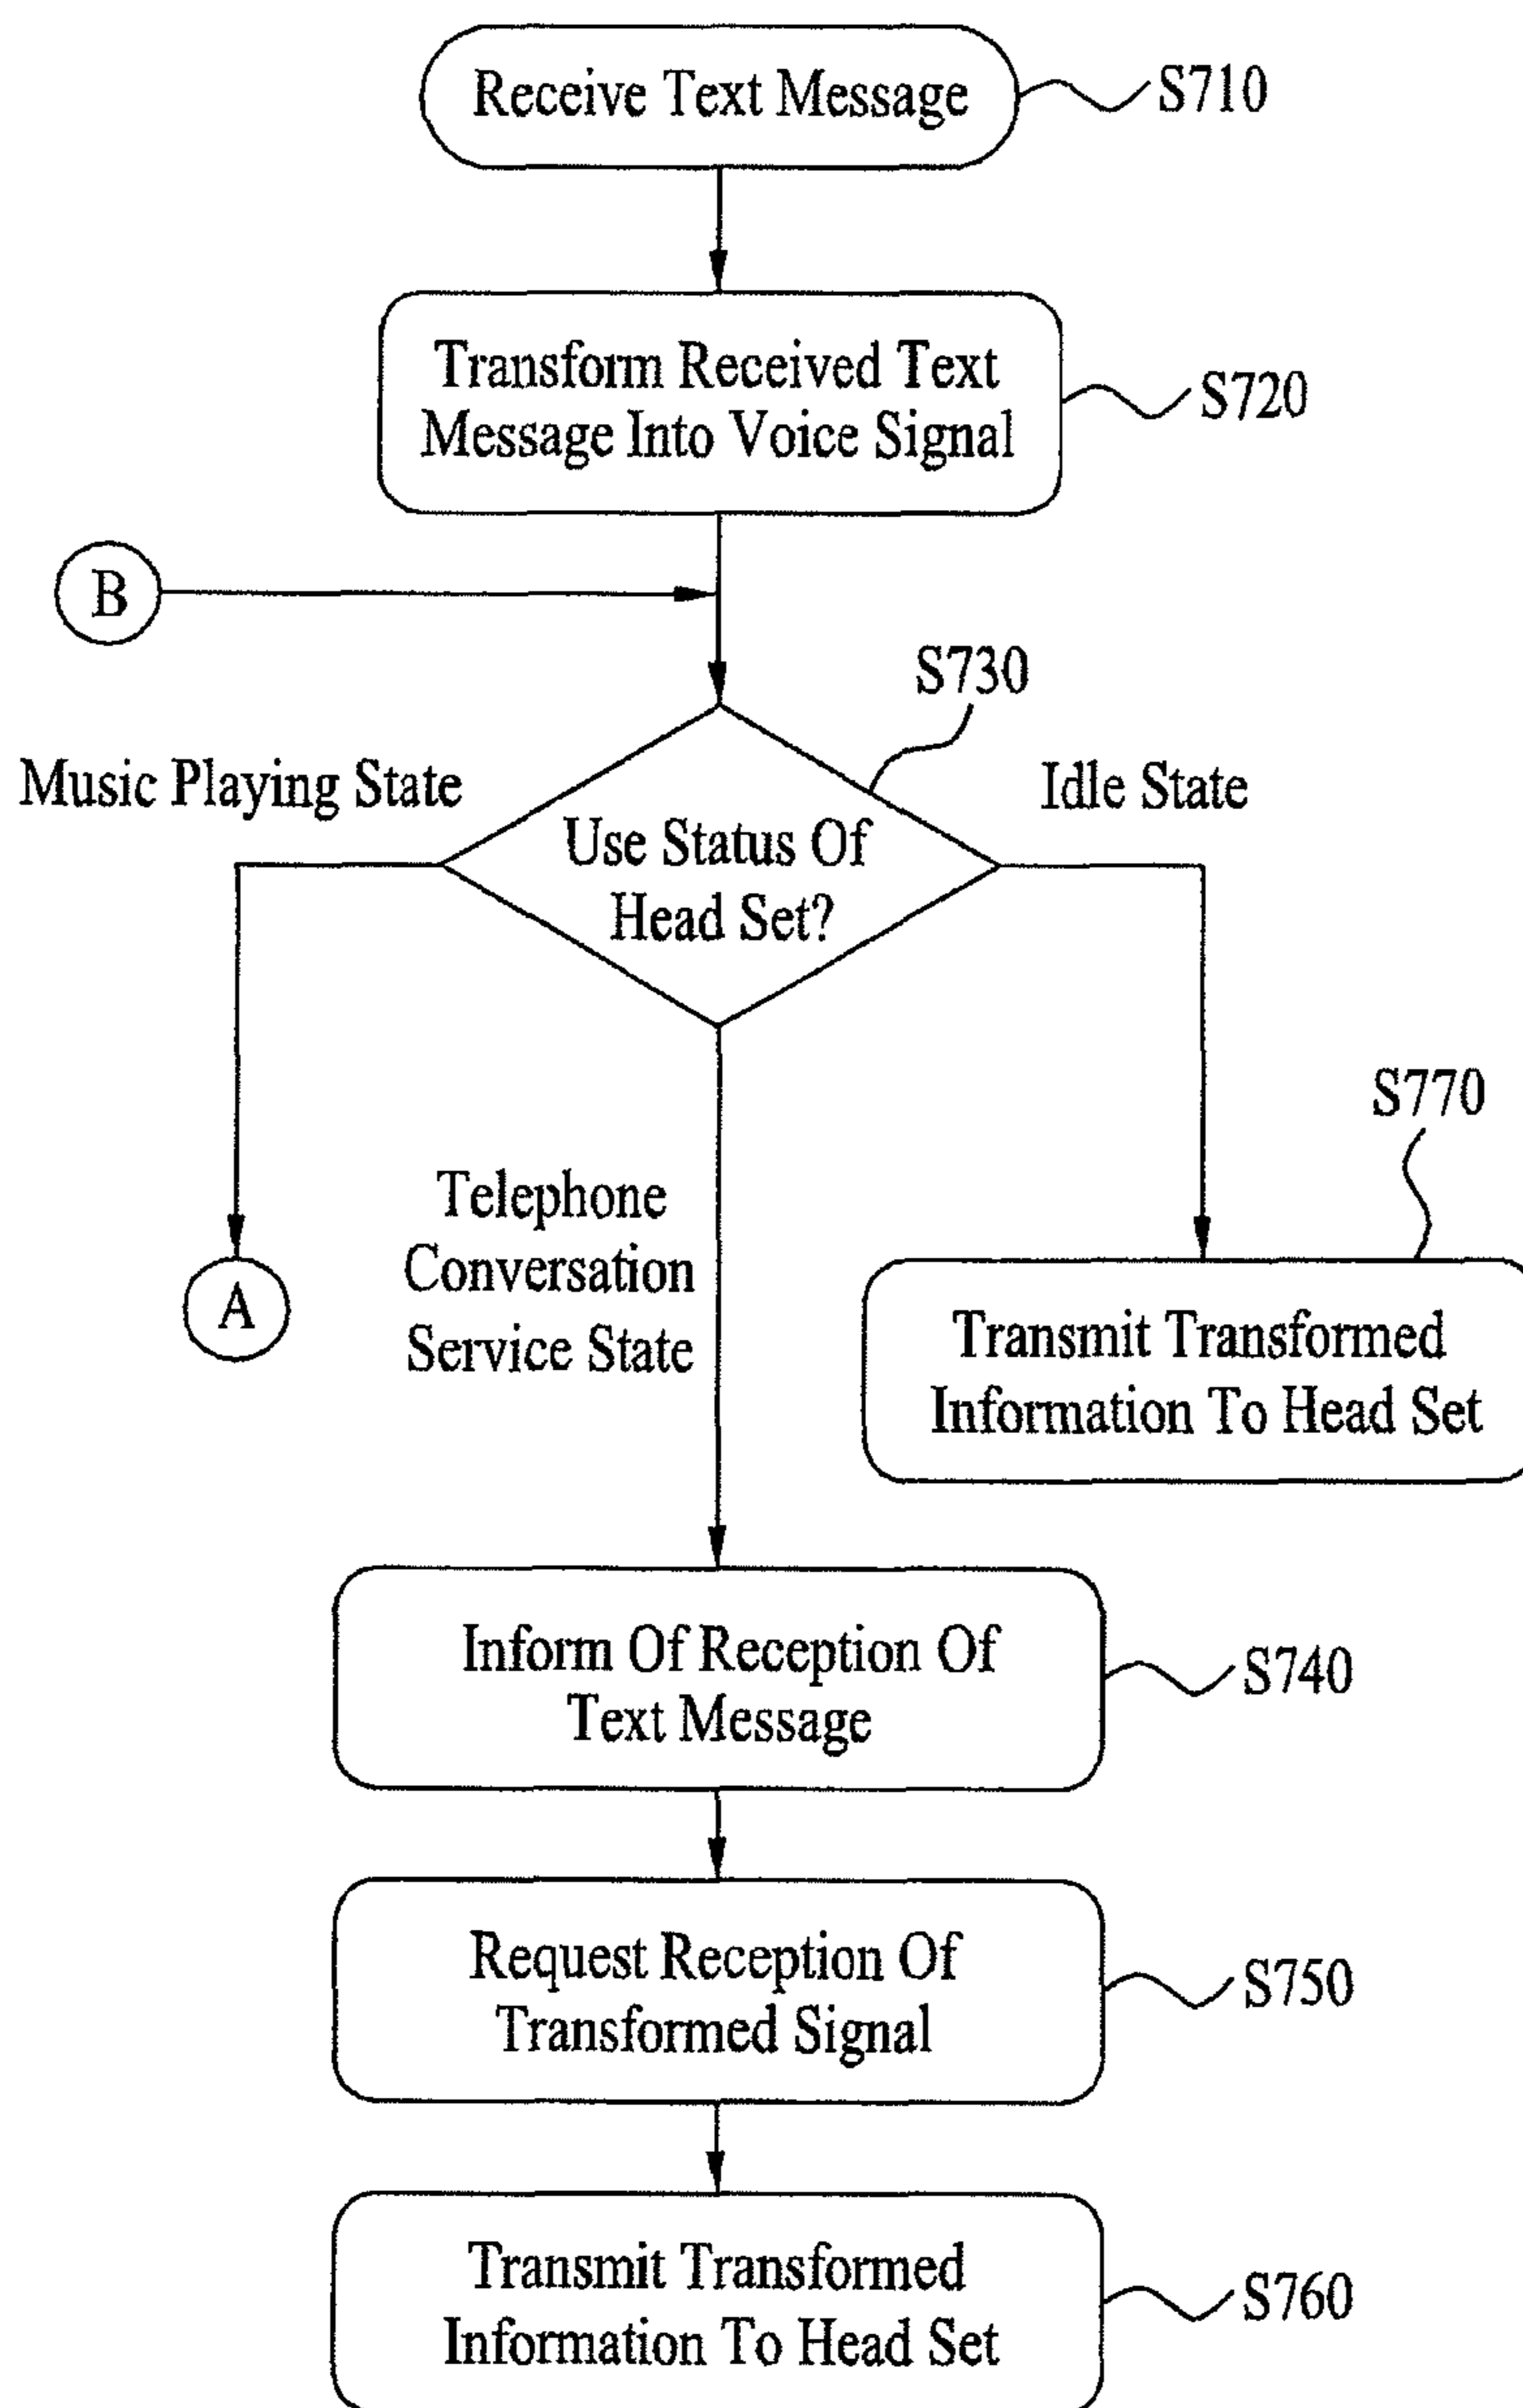 Receive Text Message
S710
Transform Received Text
Message Into Voice Signal
S720
B
S730
Music Playing State
Idle State
Use Status Of
Head Set?
S770
A
Telephone
Conversation
Service State
Transmit Transformed
Information To Head Set
Inform Of Reception Of
Text Message
S740
Request Reception Of
Transformed Signal
S750
Transmit Transformed
Information To Head Set
S760